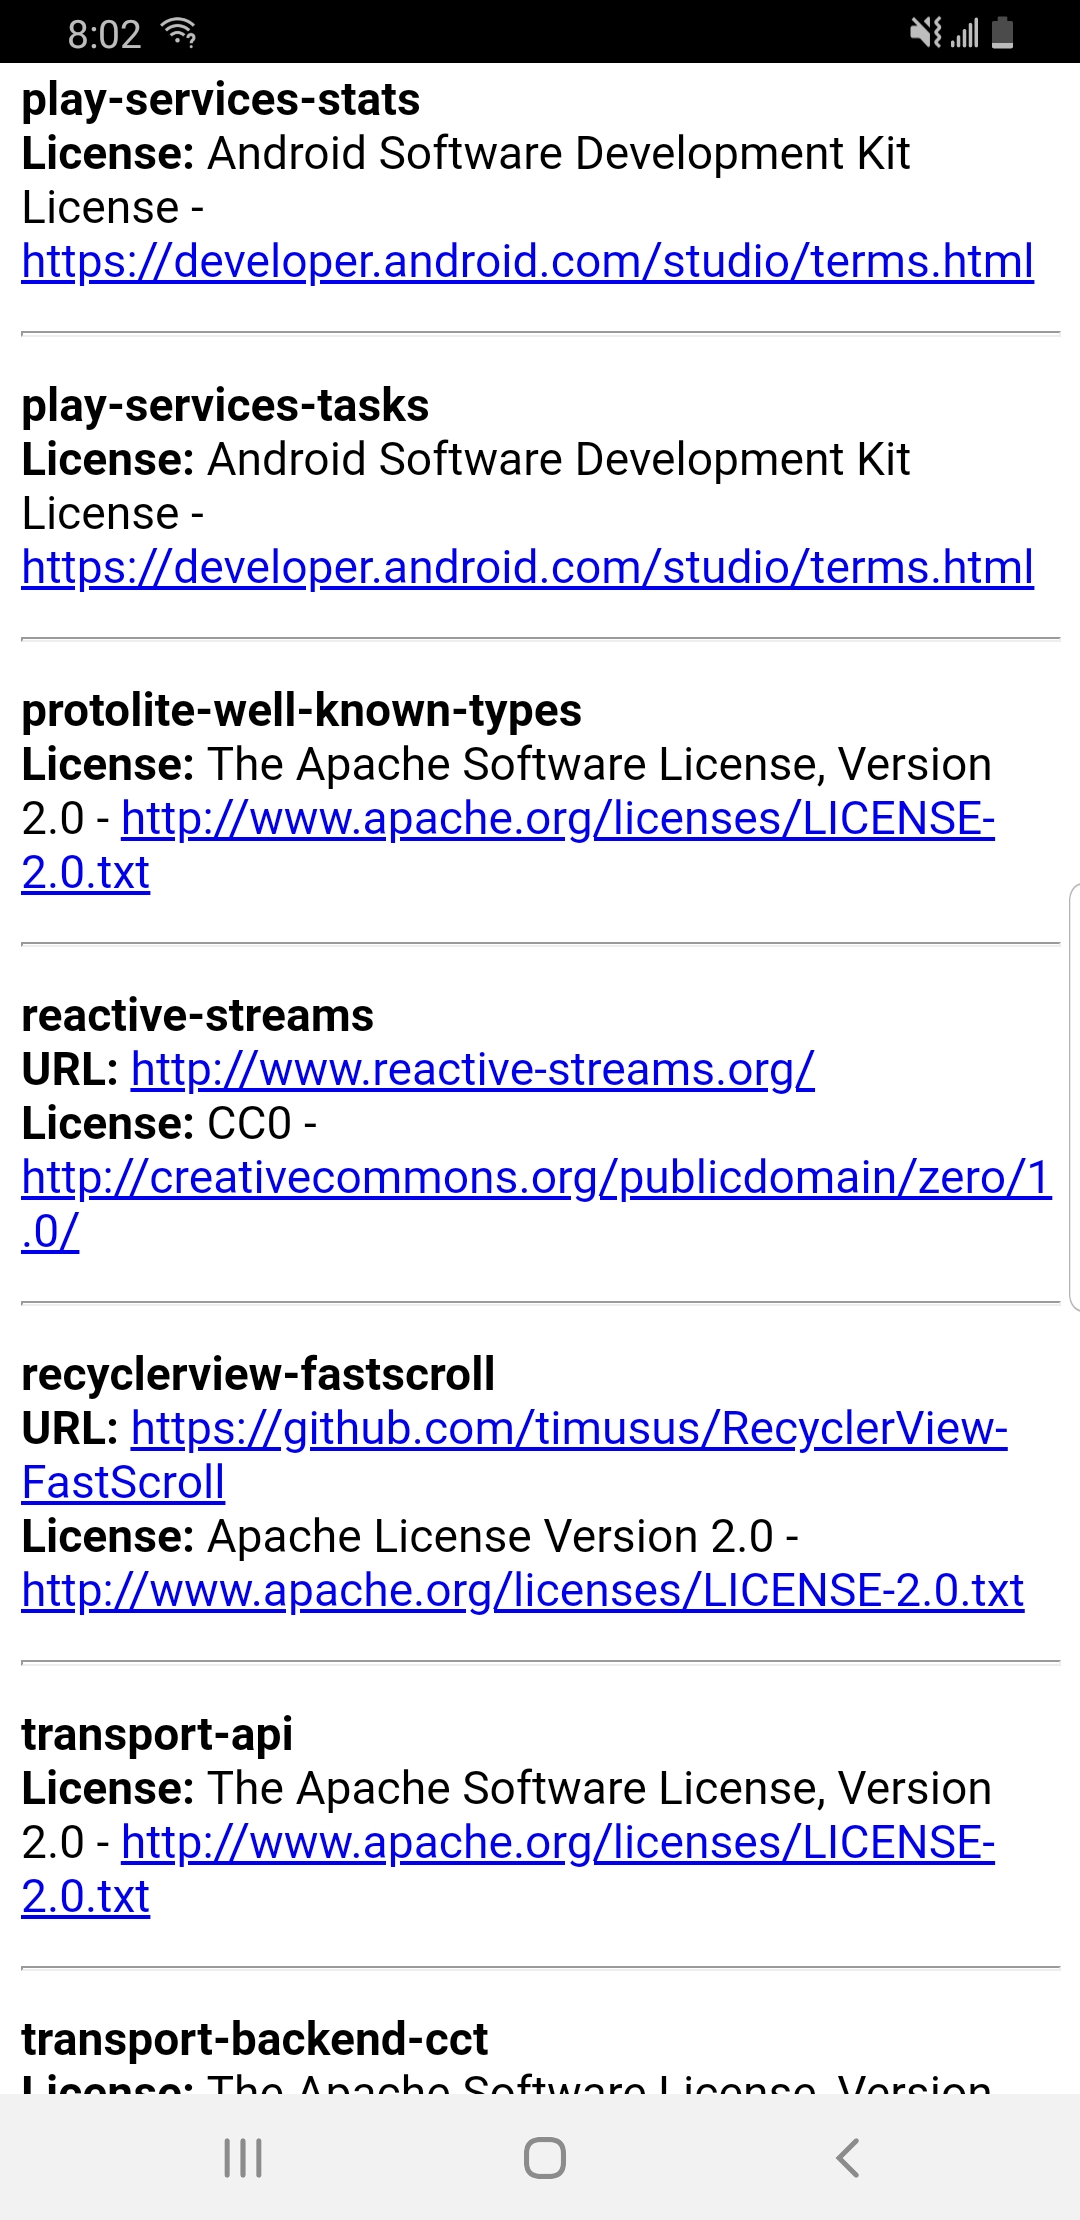 8:02
play-services-stats
License: Android Software Development Kit
License -
https://developer.android.com/studio/terms.html
play-services-tasks
License: Android Software Development Kit
License -
https://developer.android.com/studio/terms.html
protolite-well-known-types
License: The Apache Software License, Version
2.0 - http://www.apache.org/licenses/LICENSE-
2.0.txt
reactive-streams
URL: http://www.reactive-streams.org/
License: CC0 -
http://creativecommons.org/publicdomain/zero/1
.0/
recyclerview-fastscroll
URL: https://github.com/timusus/RecyclerView-
FastScroll
License: Apache License Version 2.0 -
http://www.apache.org/licenses/LICENSE-2.0.txt
transport-api
License: The Apache Software License, Version
2.0 - http://www.apache.org/licenses/LICENSE-
2.0.txt
transport-backend-cct
License: The Apache Software License, Version